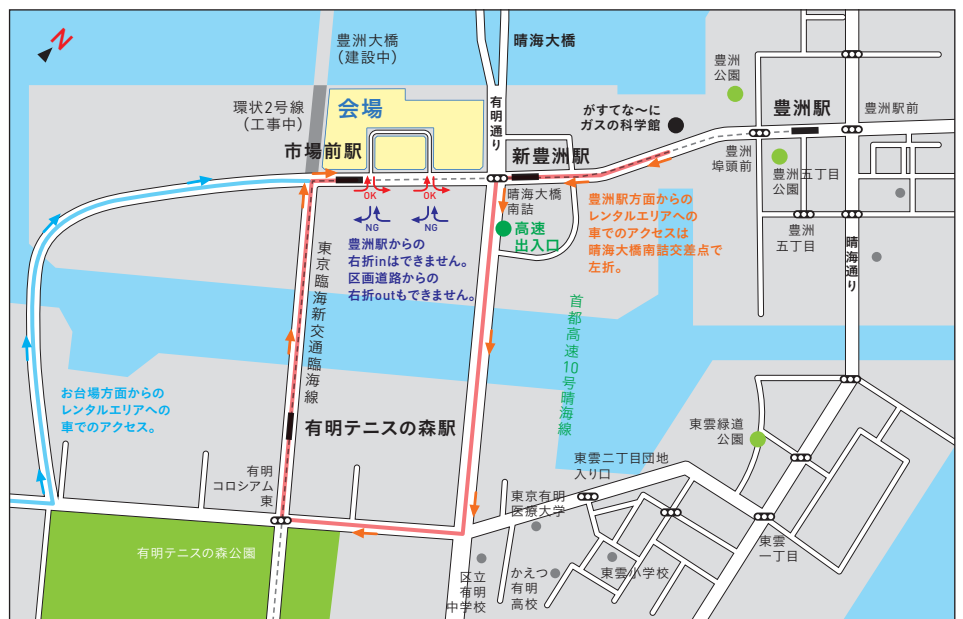 N
豊洲大橋
(建設中)
晴海大橋
豊洲
公園
環状2号線
(工事中)
会場
有明通り
がすてな〜に
ガスの科学館
豊洲駅
豊洲駅前
市場前駅
新豊洲駅
豊洲
埠頭前
豊洲五丁目
公園
OK
OK
NG
NG
晴海大橋
南詰
高速
出入口
豊洲駅方面からの
レンタルエリアへの
車でのアクセスは
晴海大橋南詰交差点で
左折。
豊洲
五丁目
晴海通り
豊洲駅からの
右折inはできません。
区画道路からの
右折outもできません。
東京臨海新交通臨海線
首都高速10号晴海線
お台場方面からの
レンタルエリアへの
車でのアクセス。
有明テニスの森駅
東雲緑道
公園
有明
コロシアム
東
東雲二丁目団地
入り口
東京有明
医療大学
東雲
一丁目
有明テニスの森公園
区立
有明
中学校
かえつ
有明
高校
東雲小学校